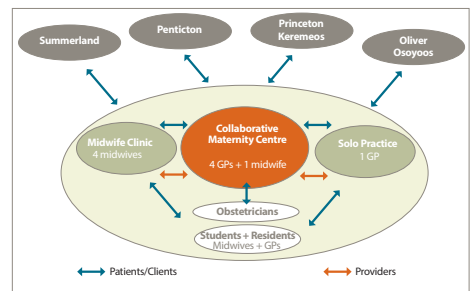 Summerland
Penticton
Princeton
Keremeos
Oliver
Osoyoos
Midwife Clinic
4 midwives
Collaborative
Maternity Centre
4 GPs + 1 midwife
Solo Practice
1 GP
Obstetricians
Students + Residents
Midwives + GPs
Patients/Clients
Providers